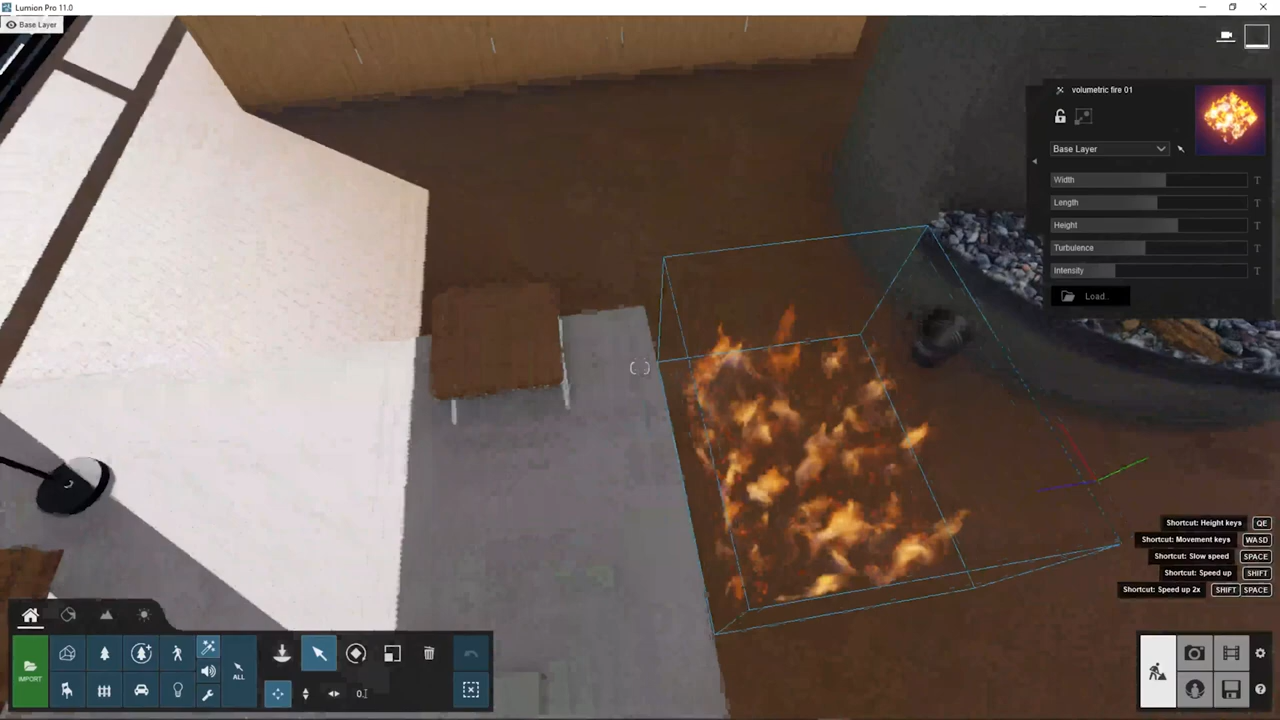 Lumion Pro 11.0
Base Layer
volumetric fire 01
Base Layer
Width T
Length T
Height T
Turbulence T
Intensity T
Load
Shortcut: Height keys QE
Shortcut: Movement keys WASD
Shortcut: Slow speed SPACE
Shortcut: Speed up SHIFT
Shortcut: Speed up 2x SHIFT SPACE
IMPORT
ALL